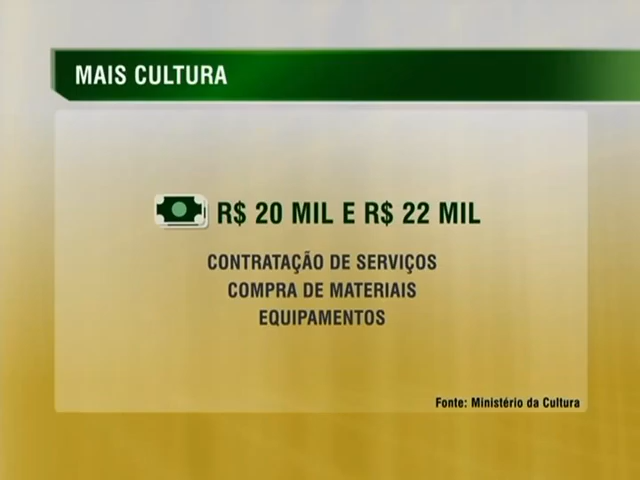 MAIS CULTURA
R$ 20 MIL E R$ 22 MIL
CONTRATAÇÃO DE SERVIÇOS
COMPRA DE MATERIAIS
EQUIPAMENTOS
Fonte: Ministério da Cultura